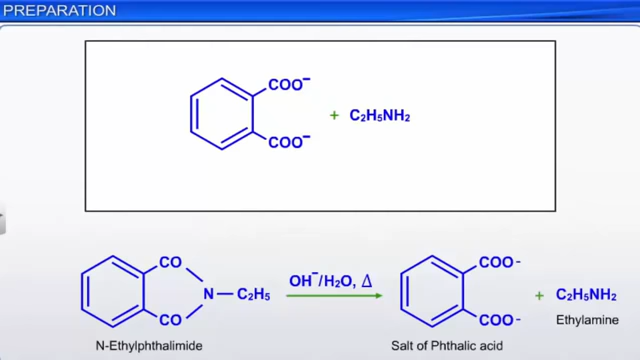 PREPARATION
COO⁻
+ C₂H₅NH₂
COO⁻
CO
N — C₂H₅
CO
OH⁻/H₂O, Δ
COO -
COO -
+ C₂H₅NH₂
Ethylamine
N-Ethylphthalimide
Salt of Phthalic acid